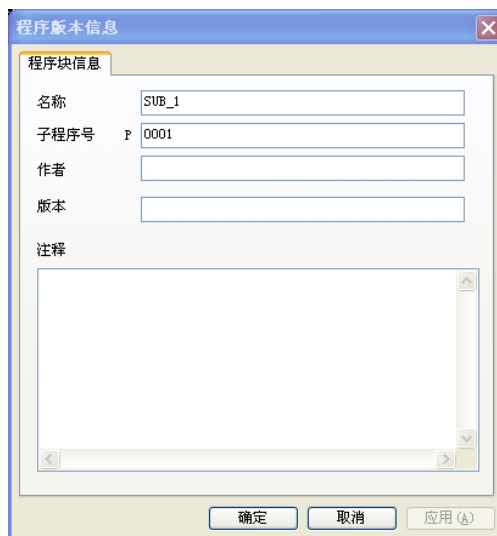 程序版本信息
程序块信息
名称 SUB_1
子程序号 P 0001
作者
版本
注释
确定 取消 应用(A)